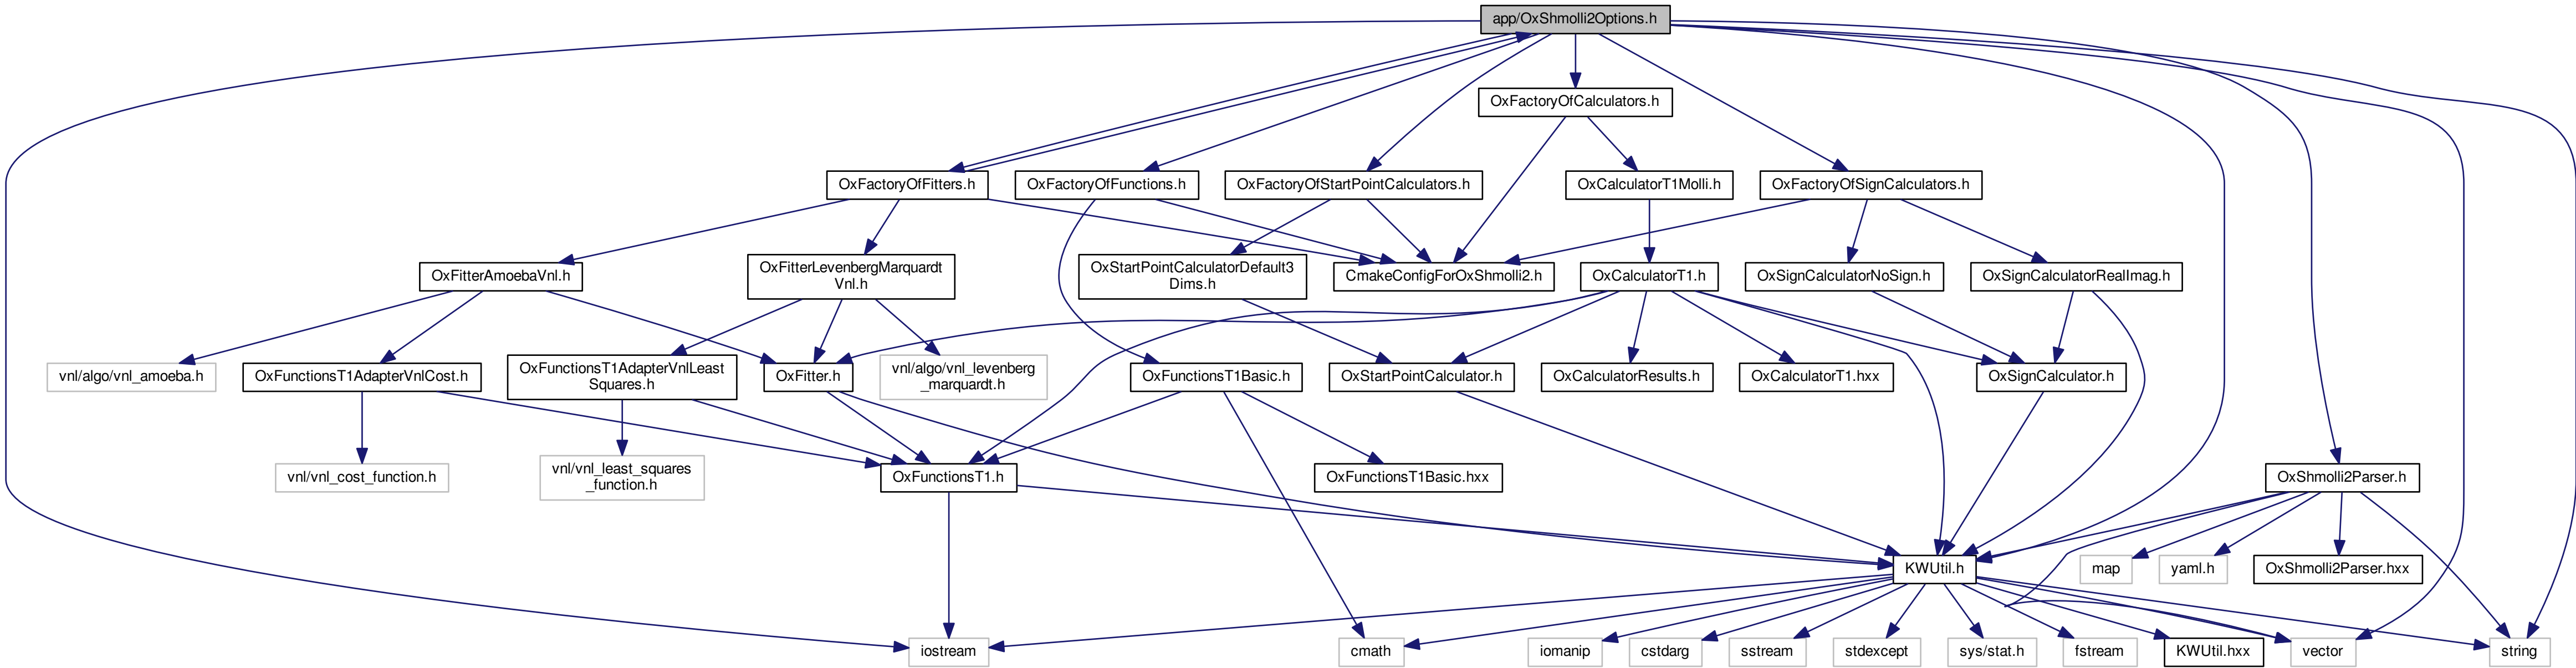 app/OxShmolli2Options.h
OxFactoryOfCalculators.h
OxFactoryOfFitters.h
OxFactoryOfFunctions.h
OxFactoryOfStartPointCalculators.h
OxCalculatorT1Molli.h
OxFactoryOfSignCalculators.h
OxFitterAmoebaVnl.h
OxFitterLevenbergMarquardt
Vnl.h
OxStartPointCalculatorDefault3
Dims.h
CmakeConfigForOxShmolli2.h
OxCalculatorT1.h
OxSignCalculatorNoSign.h
OxSignCalculatorRealImag.h
vnl/algo/vnl_amoeba.h
OxFunctionsT1AdapterVnlCost.h
OxFunctionsT1AdapterVnlLeast
Squares.h
OxFitter.h
vnl/algo/vnl_levenberg
_marquardt.h
OxFunctionsT1Basic.h
OxStartPointCalculator.h
OxCalculatorResults.h
OxCalculatorT1.hxx
OxSignCalculator.h
vnl/vnl_cost_function.h
vnl/vnl_least_squares
_function.h
OxFunctionsT1.h
OxFunctionsT1Basic.hxx
OxShmolli2Parser.h
KWUtil.h
map
yaml.h
OxShmolli2Parser.hxx
iostream
cmath
iomanip
cstdarg
sstream
stdexcept
sys/stat.h
fstream
KWUtil.hxx
vector
string